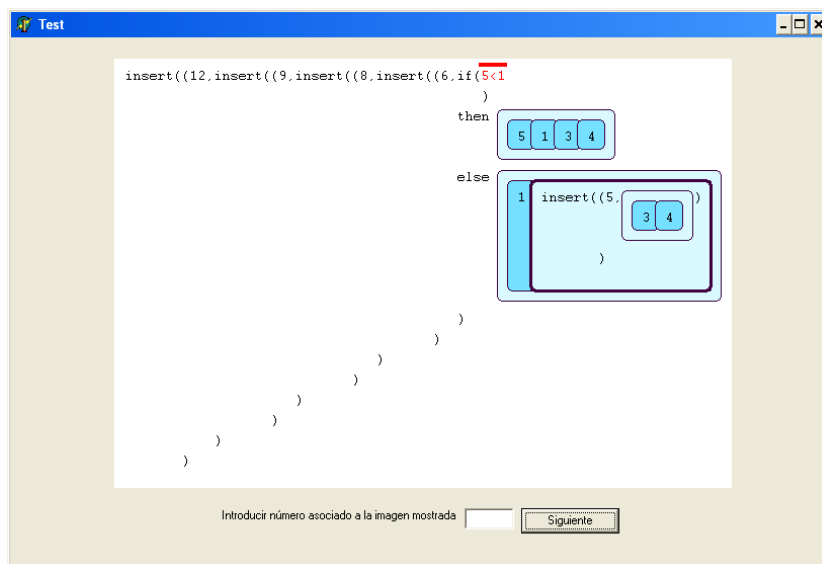 Test
insert((12,insert((9,insert((8,insert((6,if(5<1
)
then
5 1 3 4
else
1 insert((5, 3 4 )
)
)
)
)
)
)
)
)
)
Introducir número asociado a la imagen mostrada
Siguiente